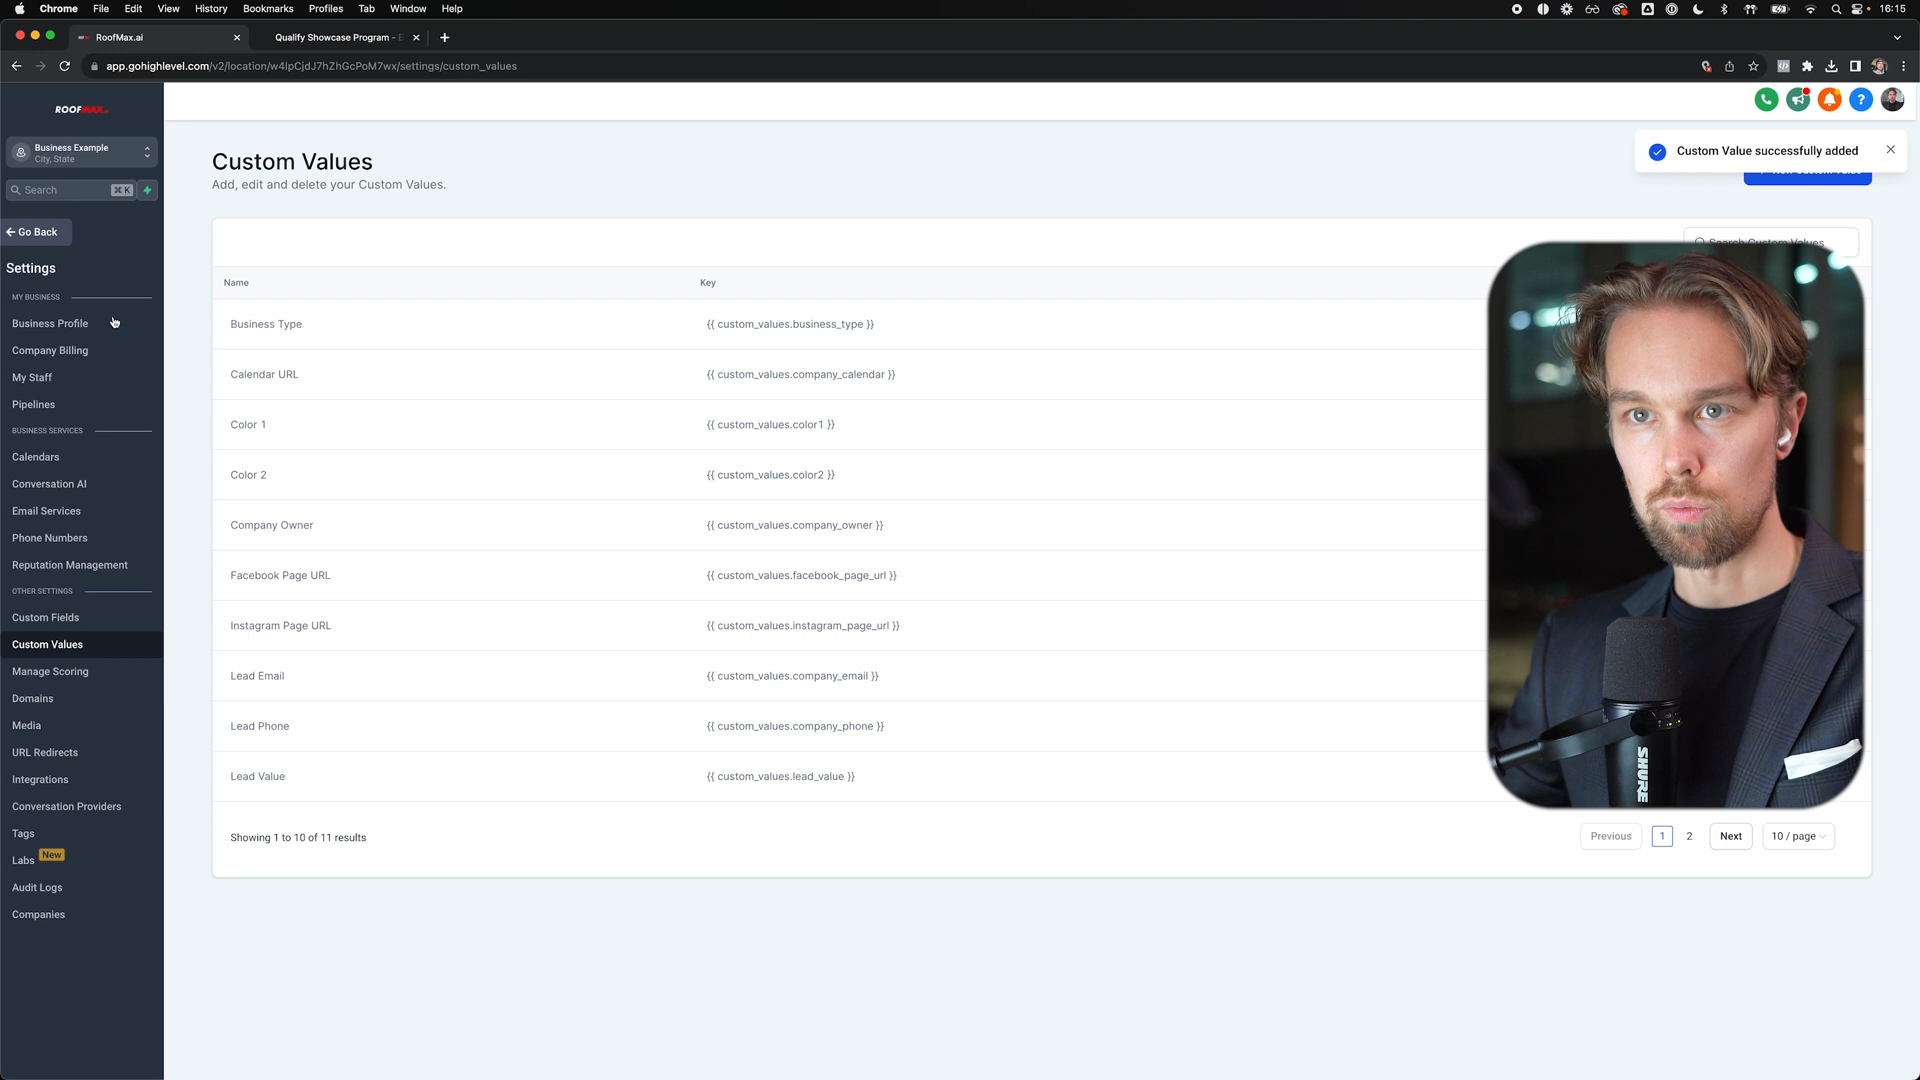 Chrome File Edit View History Bookmarks Profiles Tab Window Help 16:15
RoofMax.ai Qualify Showcase Program -
app.gohighlevel.com/v2/location/w4IpCjdJ7hZhGcPoM7wx/settings/custom_values
ROOFMAX
Business Example
City, State
Search ⌘ K
Go Back
Settings
MY BUSINESS
Business Profile
Company Billing
My Staff
Pipelines
BUSINESS SERVICES
Calendars
Conversation AI
Email Services
Phone Numbers
Reputation Management
OTHER SETTINGS
Custom Fields
Custom Values
Manage Scoring
Domains
Media
URL Redirects
Integrations
Conversation Providers
Tags
Labs New
Audit Logs
Companies
Custom Values
Add, edit and delete your Custom Values.
Custom Value successfully added
Search Custom Values
Name Key
Business Type {{ custom_values.business_type }}
Calendar URL {{ custom_values.company_calendar }}
Color 1 {{ custom_values.color1 }}
Color 2 {{ custom_values.color2 }}
Company Owner {{ custom_values.company_owner }}
Facebook Page URL {{ custom_values.facebook_page_url }}
Instagram Page URL {{ custom_values.instagram_page_url }}
Lead Email {{ custom_values.company_email }}
Lead Phone {{ custom_values.company_phone }}
Lead Value {{ custom_values.lead_value }}
Showing 1 to 10 of 11 results
Previous 1 2 Next 10 / page
SHURE